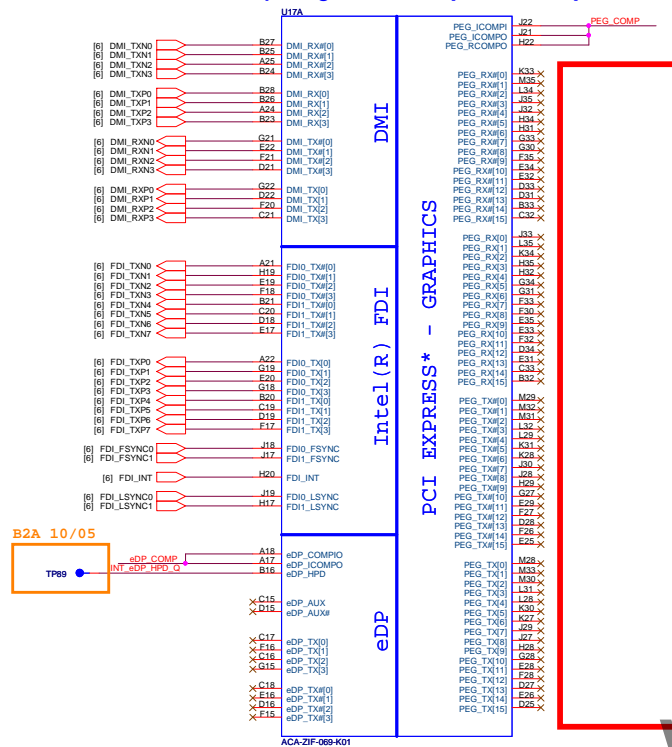 U17A
[6] DMI_TXN0 B27 DMI_RX#[0]
[6] DMI_TXN1 B25 DMI_RX#[1]
[6] DMI_TXN2 A25 DMI_RX#[2]
[6] DMI_TXN3 B24 DMI_RX#[3]
[6] DMI_TXP0 B28 DMI_RX[0]
[6] DMI_TXP1 B26 DMI_RX[1]
[6] DMI_TXP2 A24 DMI_RX[2]
[6] DMI_TXP3 B23 DMI_RX[3]
[6] DMI_RXN0 G21 DMI_TX#[0]
[6] DMI_RXN1 E22 DMI_TX#[1]
[6] DMI_RXN2 F21 DMI_TX#[2]
[6] DMI_RXN3 D21 DMI_TX#[3]
[6] DMI_RXP0 G22 DMI_TX[0]
[6] DMI_RXP1 D22 DMI_TX[1]
[6] DMI_RXP2 F20 DMI_TX[2]
[6] DMI_RXP3 C21 DMI_TX[3]
DMI
[6] FDI_TXN0 A21 FDI0_TX#[0]
[6] FDI_TXN1 H19 FDI0_TX#[1]
[6] FDI_TXN2 E19 FDI0_TX#[2]
[6] FDI_TXN3 F18 FDI0_TX#[3]
[6] FDI_TXN4 B21 FDI1_TX#[0]
[6] FDI_TXN5 C20 FDI1_TX#[1]
[6] FDI_TXN6 D18 FDI1_TX#[2]
[6] FDI_TXN7 E17 FDI1_TX#[3]
[6] FDI_TXP0 A22 FDI0_TX[0]
[6] FDI_TXP1 G19 FDI0_TX[1]
[6] FDI_TXP2 E20 FDI0_TX[2]
[6] FDI_TXP3 G18 FDI0_TX[3]
[6] FDI_TXP4 B20 FDI1_TX[0]
[6] FDI_TXP5 C19 FDI1_TX[1]
[6] FDI_TXP6 D19 FDI1_TX[2]
[6] FDI_TXP7 F17 FDI1_TX[3]
[6] FDI_FSYNC0 J18 FDI0_FSYNC
[6] FDI_FSYNC1 J17 FDI1_FSYNC
[6] FDI_INT H20 FDI_INT
[6] FDI_LSYNC0 J19 FDI0_LSYNC
[6] FDI_LSYNC1 H17 FDI1_LSYNC
Intel(R) FDI
B2A 10/05
eDP_COMP A18 eDP_COMPIO
A17 eDP_ICOMPO
TP89 INT_eDP_HPD_Q B16 eDP_HPD
C15 eDP_AUX
D15 eDP_AUX#
C17 eDP_TX[0]
F16 eDP_TX[1]
C16 eDP_TX[2]
G15 eDP_TX[3]
C18 eDP_TX#[0]
E16 eDP_TX#[1]
D16 eDP_TX#[2]
F15 eDP_TX#[3]
eDP
PCI EXPRESS* - GRAPHICS
PEG_ICOMPI J22 PEG_COMP
PEG_ICOMPO J21
PEG_RCOMPO H22
PEG_RX#[0] K33
PEG_RX#[1] M35
PEG_RX#[2] L34
PEG_RX#[3] J35
PEG_RX#[4] J32
PEG_RX#[5] H34
PEG_RX#[6] H31
PEG_RX#[7] G33
PEG_RX#[8] G30
PEG_RX#[9] F35
PEG_RX#[10] E34
PEG_RX#[11] E32
PEG_RX#[12] D33
PEG_RX#[13] D31
PEG_RX#[14] B33
PEG_RX#[15] C32
PEG_RX[0] J33
PEG_RX[1] L35
PEG_RX[2] K34
PEG_RX[3] H35
PEG_RX[4] H32
PEG_RX[5] G34
PEG_RX[6] G31
PEG_RX[7] F33
PEG_RX[8] F30
PEG_RX[9] E35
PEG_RX[10] E33
PEG_RX[11] F32
PEG_RX[12] D34
PEG_RX[13] E31
PEG_RX[14] C33
PEG_RX[15] B32
PEG_TX#[0] M29
PEG_TX#[1] M32
PEG_TX#[2] M31
PEG_TX#[3] L32
PEG_TX#[4] L29
PEG_TX#[5] K31
PEG_TX#[6] K28
PEG_TX#[7] J30
PEG_TX#[8] J28
PEG_TX#[9] H29
PEG_TX#[10] G27
PEG_TX#[11] E29
PEG_TX#[12] F27
PEG_TX#[13] D28
PEG_TX#[14] F26
PEG_TX#[15] E25
PEG_TX[0] M28
PEG_TX[1] M33
PEG_TX[2] M30
PEG_TX[3] L31
PEG_TX[4] L28
PEG_TX[5] K30
PEG_TX[6] K27
PEG_TX[7] J29
PEG_TX[8] J27
PEG_TX[9] H28
PEG_TX[10] G28
PEG_TX[11] E28
PEG_TX[12] F28
PEG_TX[13] D27
PEG_TX[14] E26
PEG_TX[15] D25
ACA-ZIF-069-K01